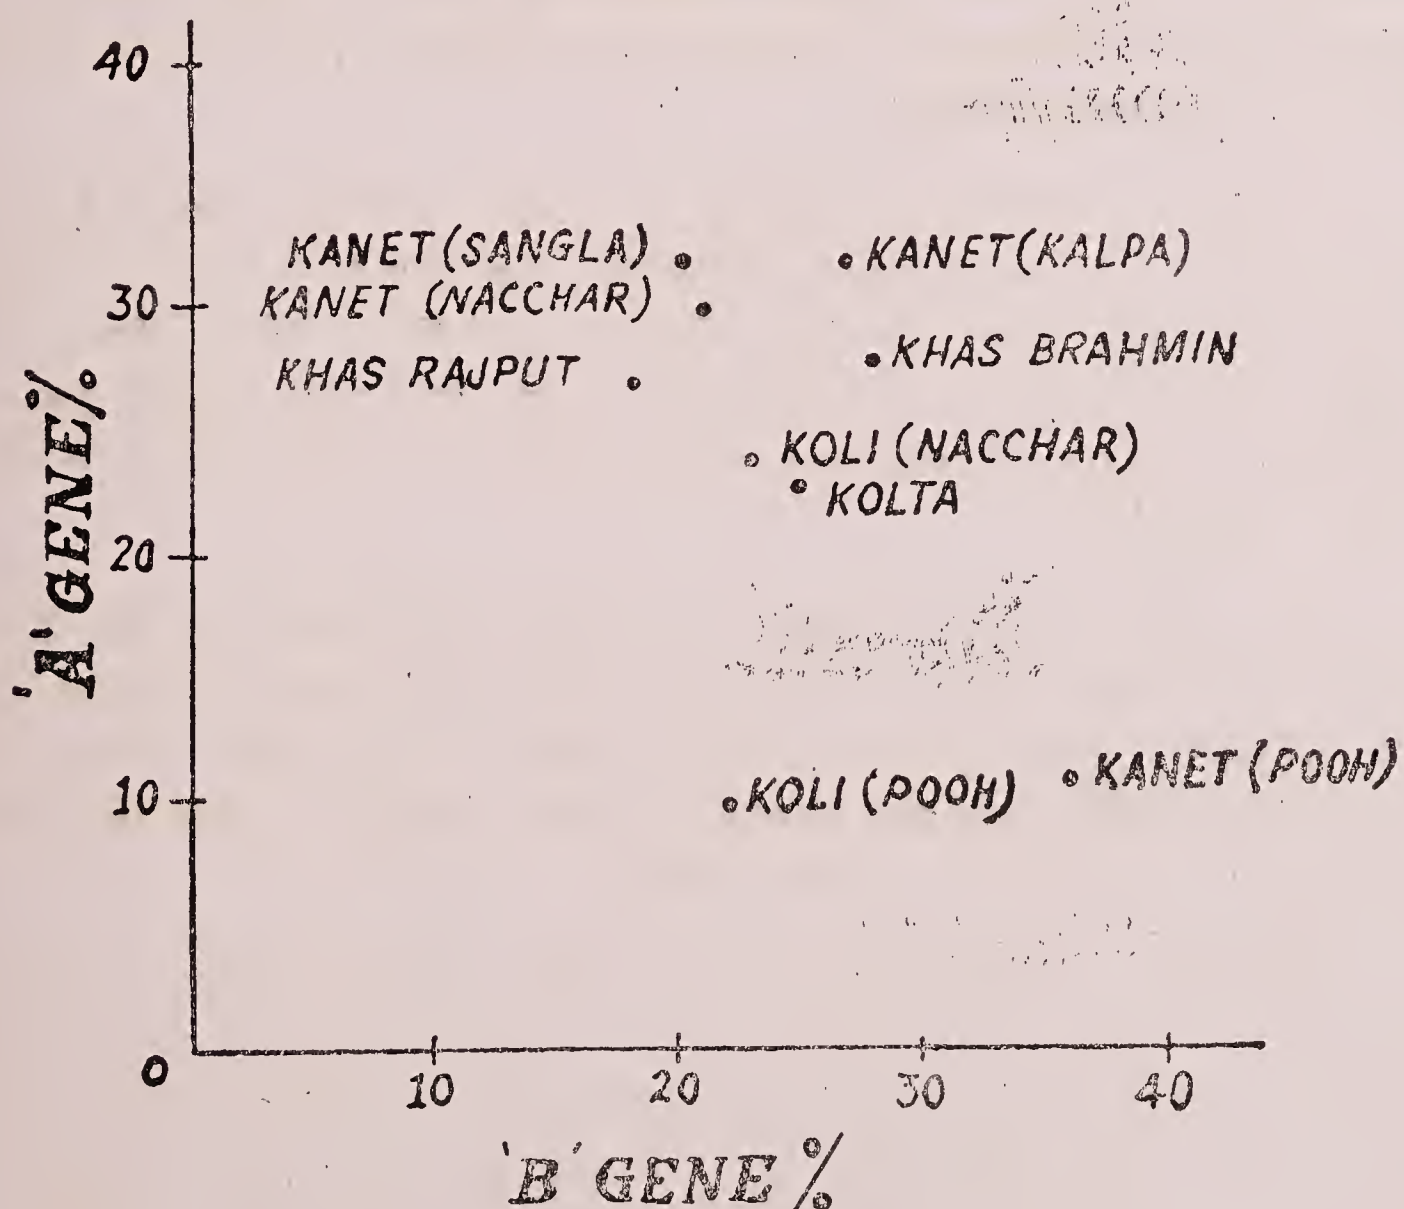 40
KANET (SANGLA)
KANET (KALPA)
30
KANET (NACCHAR)
KHAS RAJPUT
KHAS BRAHMIN
KOLI (NACCHAR)
KOLTA
20
'A' GENE %
10
KOLI (POOH)
KANET (POOH)
0
10 20 30 40
'B' GENE %